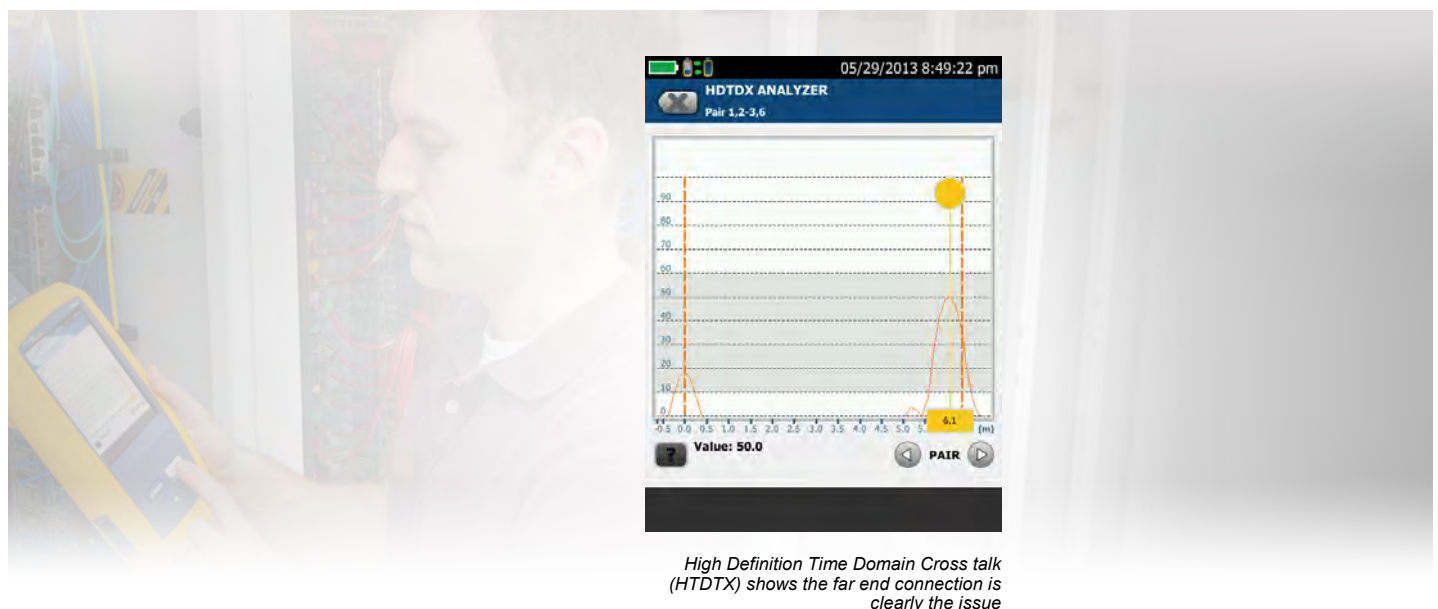 05/29/2013 8:49:22 pm
HDTDX ANALYZER
Pair 1,2-3,6
90
80
70
60
50
40
30
20
10
0
-0.5 0.0 0.5 1.0 1.5 2.0 2.5 3.0 3.5 4.0 4.5 5.0 6.1 (m)
? Value: 50.0 PAIR
High Definition Time Domain Cross talk
(HTDTX) shows the far end connection is
clearly the issue